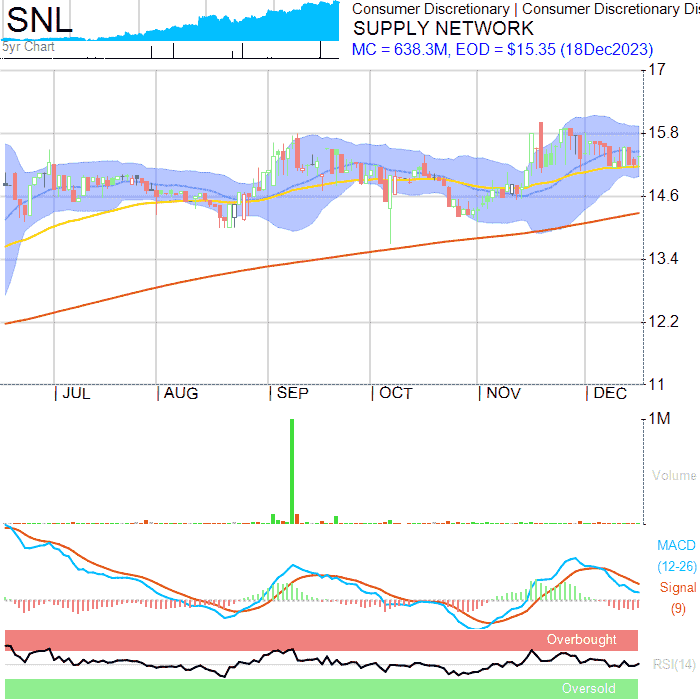 SNL
5yr Chart
Consumer Discretionary | Consumer Discretionary Dis
SUPPLY NETWORK
MC = 638.3M, EOD = $15.35 (18Dec2023)
17
15.8
14.6
13.4
12.2
11
JUL AUG SEP OCT NOV DEC
1M
Volume
MACD
(12-26)
Signal
(9)
Overbought
RSI(14)
Oversold